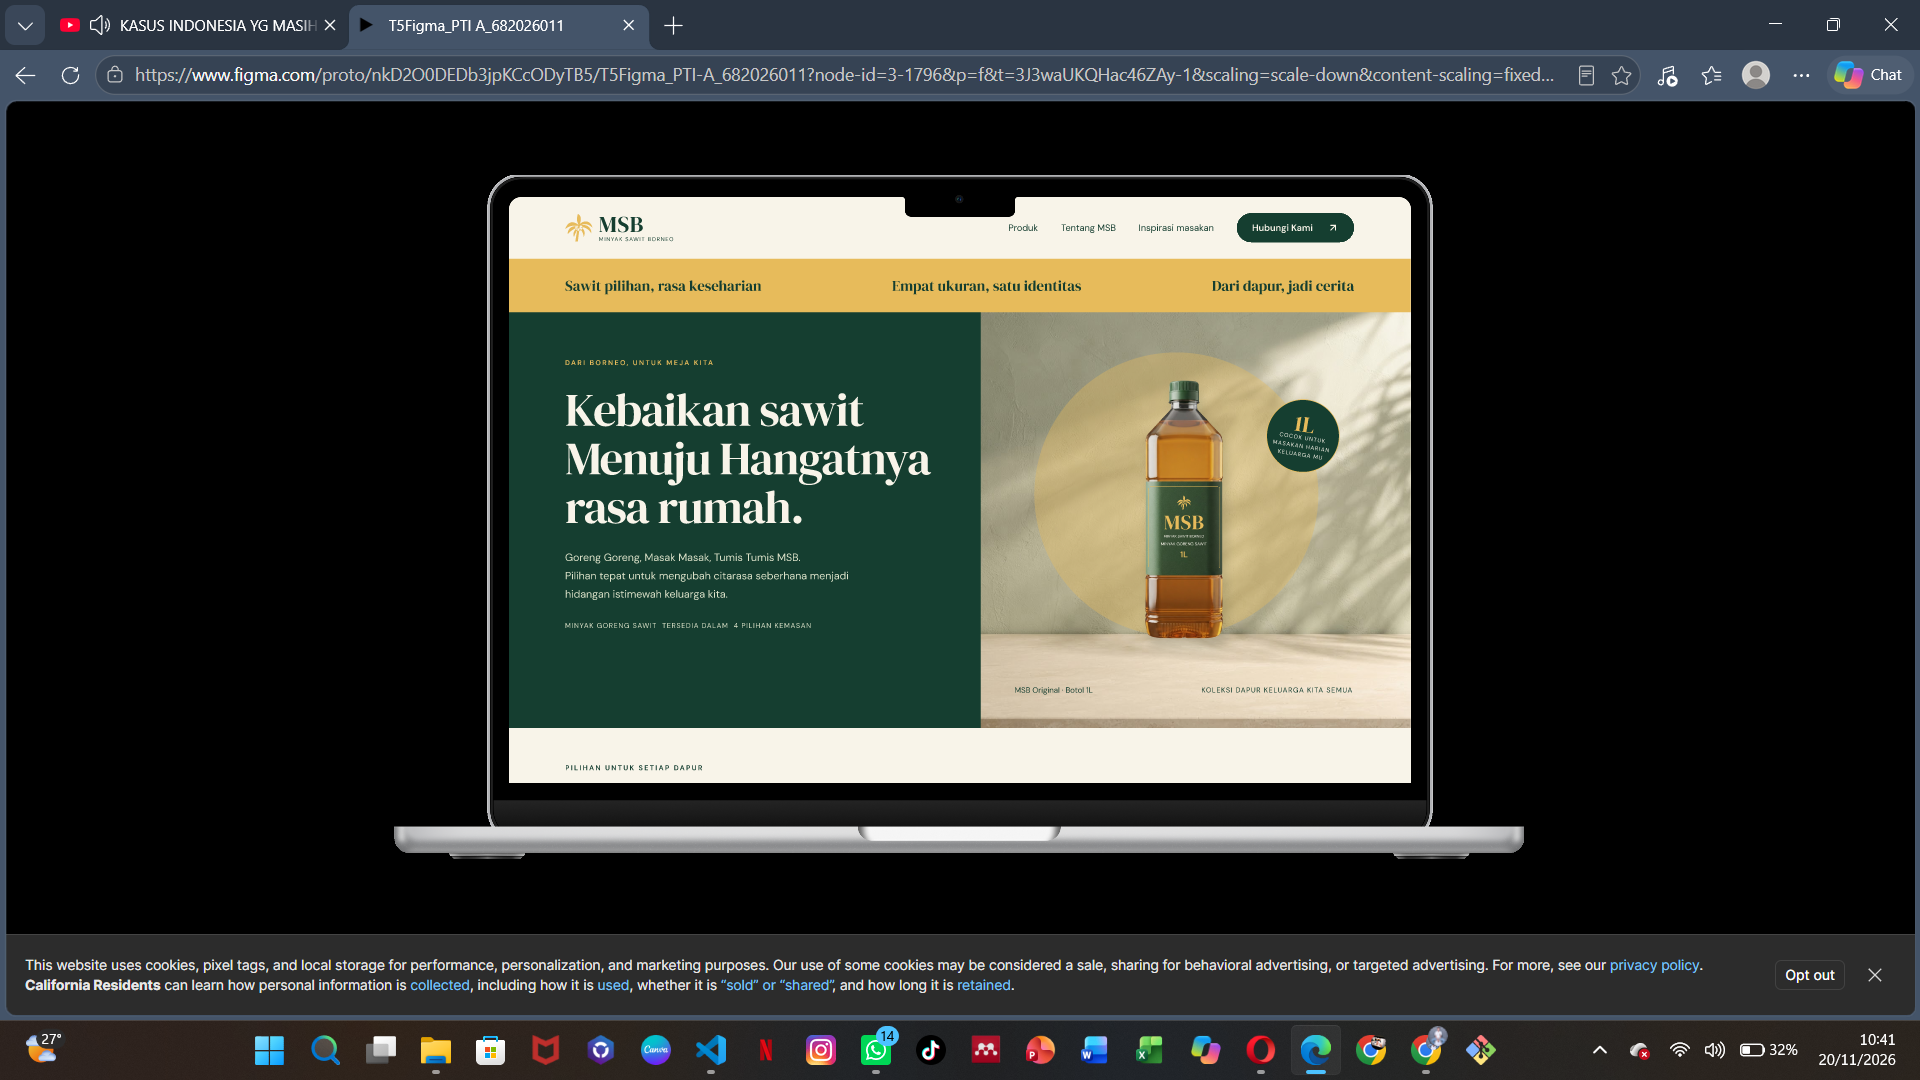 KASUS INDONESIA YG MASIH
T5Figma_PTI A_682026011
https://www.figma.com/proto/nkD2O0DEDb3jpKCcODyTB5/T5Figma_PTI-A_682026011?node-id=3-1796&p=f&t=3J3waUKQHac46ZAy-1&scaling=scale-down&content-scaling=fixed...
Chat
MSB
MINYAK SAWIT BORNEO
Produk
Tentang MSB
Inspirasi masakan
Hubungi Kami
Sawit pilihan, rasa keseharian
Empat ukuran, satu identitas
Dari dapur, jadi cerita
DARI BORNEO, UNTUK MEJA KITA
Kebaikan sawit
Menuju Hangatnya
rasa rumah.
Goreng Goreng, Masak Masak, Tumis Tumis MSB.
Pilihan tepat untuk mengubah citarasa seberhana menjadi
hidangan istimewah keluarga kita.
MINYAK GORENG SAWIT TERSEDIA DALAM 4 PILIHAN KEMASAN
1L
COCOK UNTUK
MASAKAN HARIAN
KELUARGA MU
MSB
MINYAK SAWIT BORNEO
MINYAK GORENG SAWIT
1L
MSB Original · Botol 1L
KOLEKSI DAPUR KELUARGA KITA SEMUA
PILIHAN UNTUK SETIAP DAPUR
This website uses cookies, pixel tags, and local storage for performance, personalization, and marketing purposes. Our use of some cookies may be considered a sale, sharing for behavioral advertising, or targeted advertising. For more, see our privacy policy.
California Residents can learn how personal information is collected, including how it is used, whether it is “sold” or “shared”, and how long it is retained.
Opt out
27°
Canva
14
32%
10:41
20/11/2026